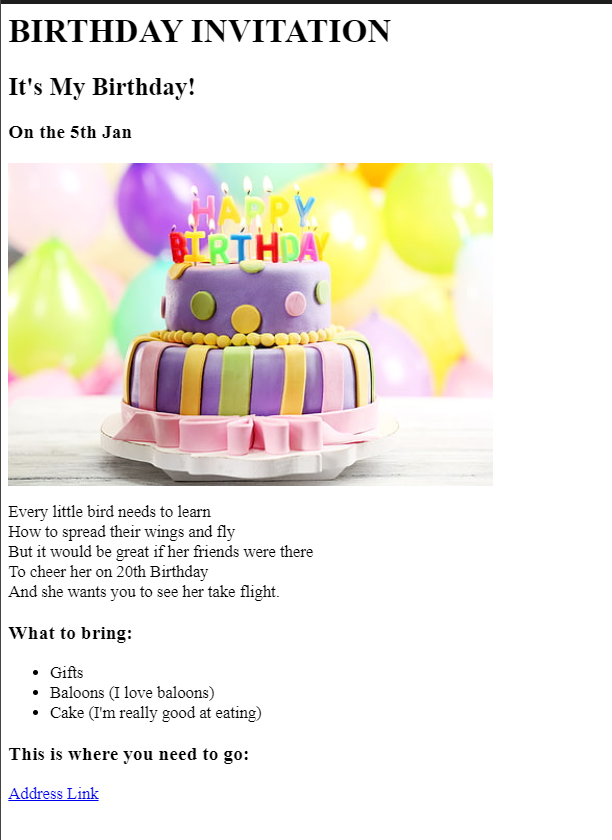 BIRTHDAY INVITATION
It's My Birthday!
On the 5th Jan
HAPPY
BIRTHDAY
Every little bird needs to learn
How to spread their wings and fly
But it would be great if her friends were there
To cheer her on 20th Birthday
And she wants you to see her take flight.
What to bring:
Gifts
Baloons (I love baloons)
Cake (I'm really good at eating)
This is where you need to go:
Address Link